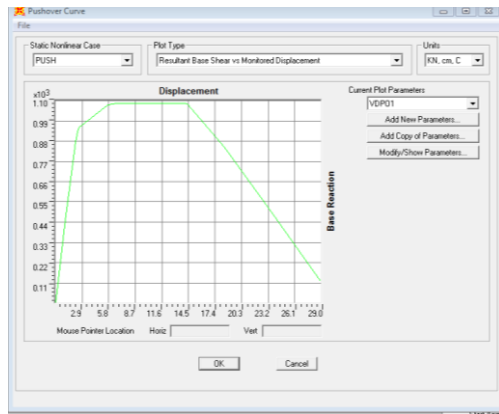 Pushover Curve
File
Static Nonlinear Case
PUSH
Plot Type
Resultant Base Shear vs Monitored Displacement
Units
KN, cm, C
Displacement
x10³
1.10
0.99
0.88
0.77
0.66
0.55
0.44
0.33
0.22
0.11
2.9 5.8 8.7 11.6 14.5 17.4 20.3 23.2 26.1 29.0
Base Reaction
Current Plot Parameters
VDPO1
Add New Parameters...
Add Copy of Parameters...
Modify/Show Parameters...
Mouse Pointer Location Horiz Vert
OK Cancel